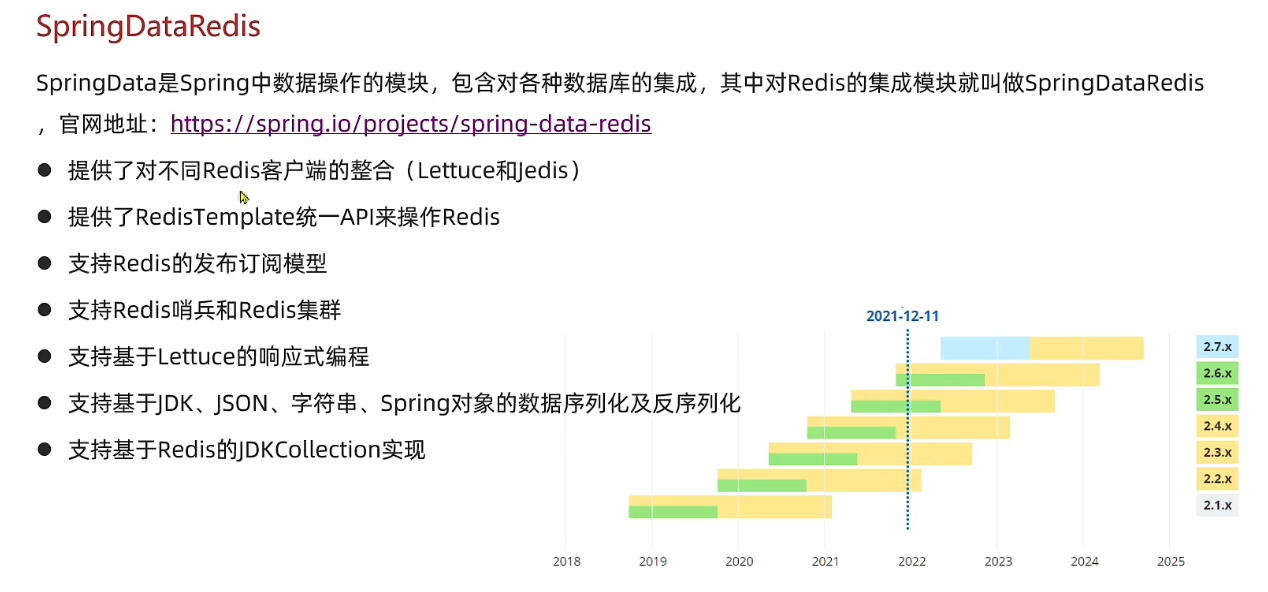 SpringDataRedis
SpringData是Spring中数据操作的模块，包含对各种数据库的集成，其中对Redis的集成模块就叫做SpringDataRedis
，官网地址：https://spring.io/projects/spring-data-redis
● 提供了对不同Redis客户端的整合（Lettuce和Jedis）
● 提供了RedisTemplate统一API来操作Redis
● 支持Redis的发布订阅模型
● 支持Redis哨兵和Redis集群
● 支持基于Lettuce的响应式编程
● 支持基于JDK、JSON、字符串、Spring对象的数据序列化及反序列化
● 支持基于Redis的JDKCollection实现
2021-12-11
2.7.x
2.6.x
2.5.x
2.4.x
2.3.x
2.2.x
2.1.x
2018 2019 2020 2021 2022 2023 2024 2025